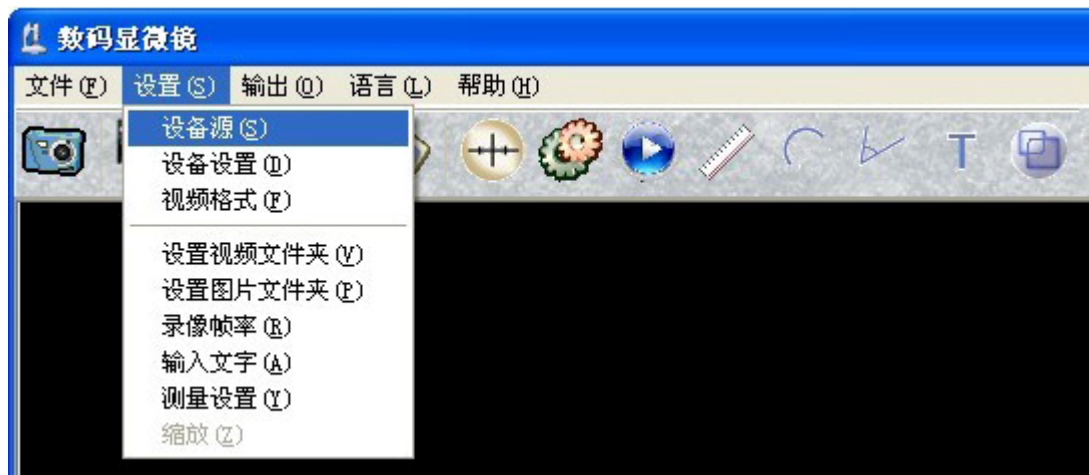 数码显微镜
文件(F) 设置(S) 输出(O) 语言(L) 帮助(H)
设备源(S)
设备设置(D)
视频格式(F)
T
设置视频文件夹(V)
设置图片文件夹(P)
录像帧率(R)
输入文字(A)
测量设置(Y)
缩放(Z)